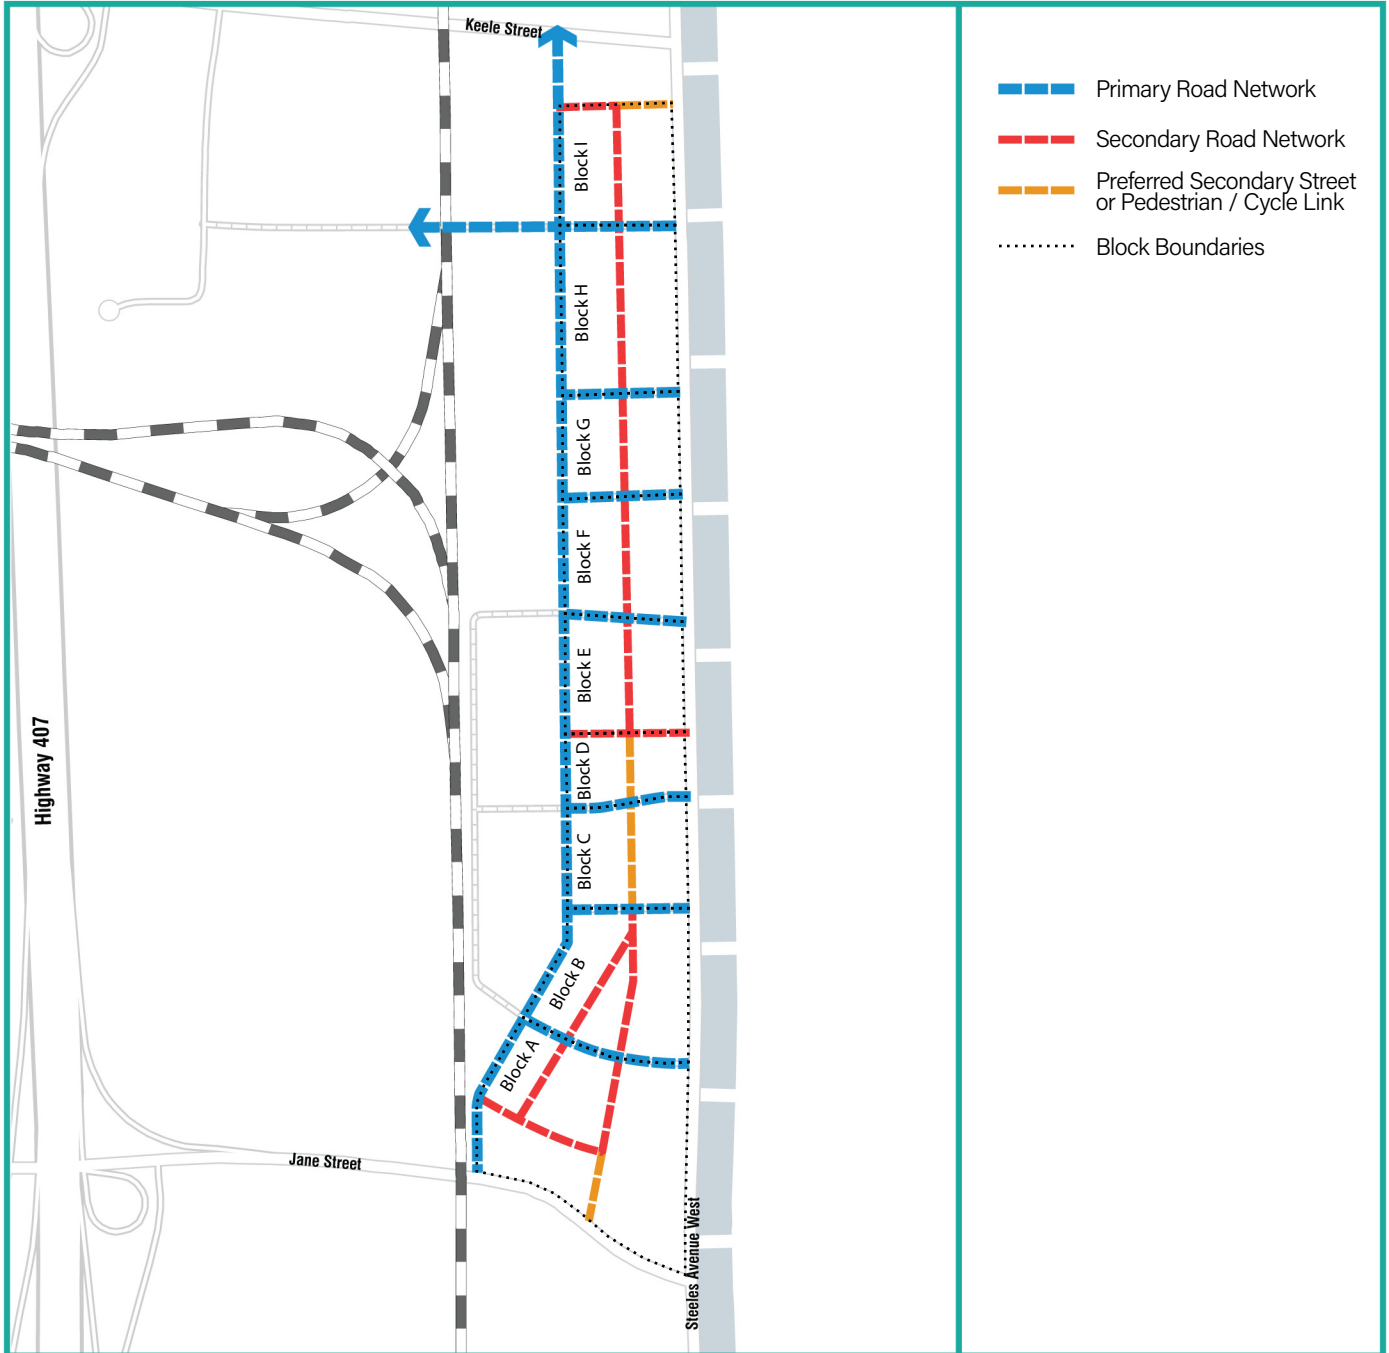 Keele Street
Primary Road Network
Secondary Road Network
Preferred Secondary Street
or Pedestrian / Cycle Link
Block Boundaries
Block I
Block H
Block G
Block F
Block E
Block D
Block C
Block B
Block A
Highway 407
Jane Street
Steeles Avenue West